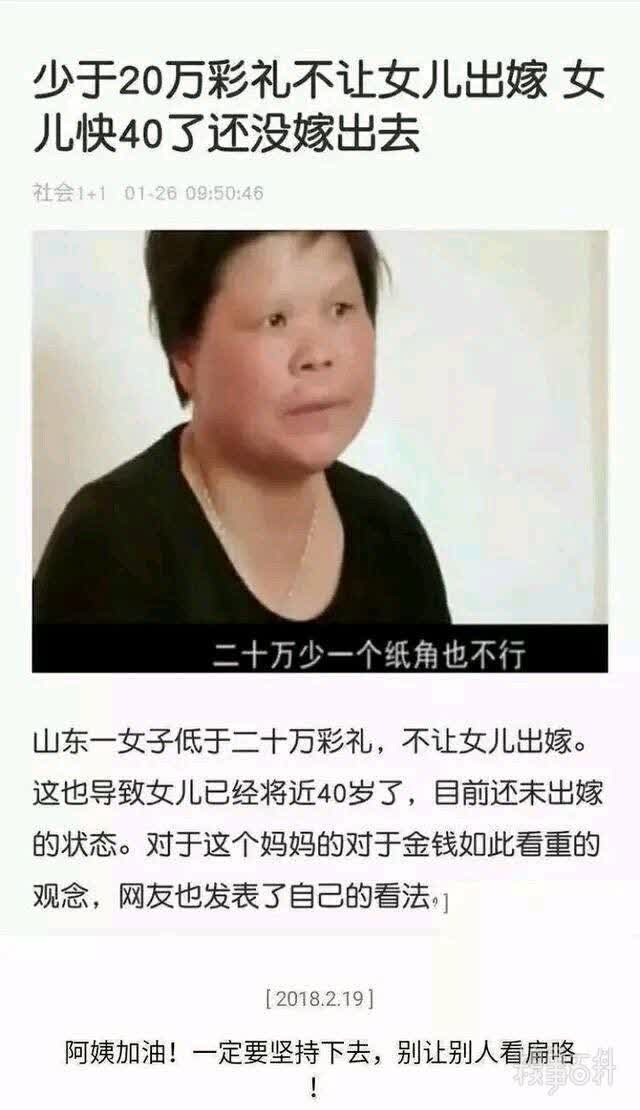 少于20万彩礼不让女儿出嫁 女
儿快40了还没嫁出去
社会1+1 01-26 09:50:46
二十万少一个纸角也不行
山东一女子低于二十万彩礼，不让女儿出嫁。
这也导致女儿已经将近40岁了，目前还未出嫁
的状态。对于这个妈妈的对于金钱如此看重的
观念，网友也发表了自己的看法。]
[ 2018.2.19 ]
阿姨加油！一定要坚持下去，别让别人看扁咯
！